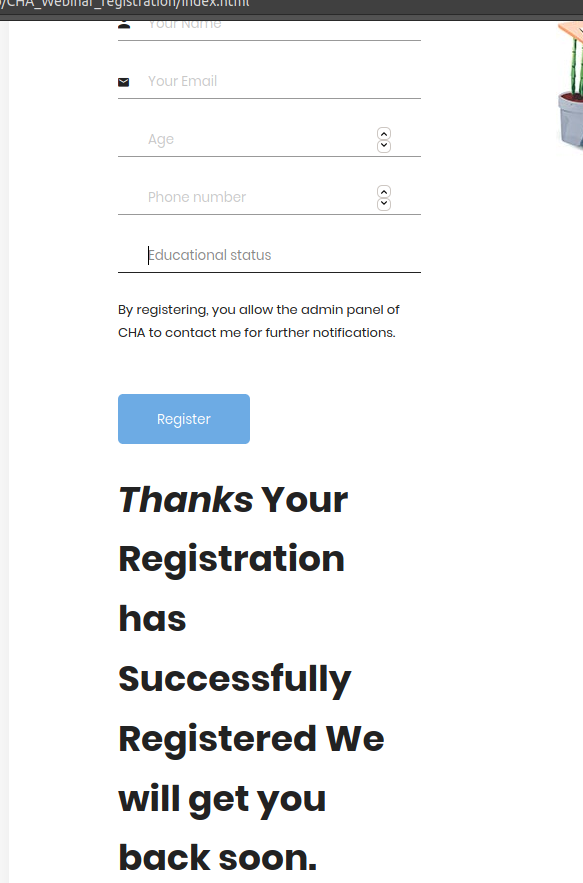 /CHA_Webinar_registration/index.html
Your Name
Your Email
Age
Phone number
Educational status
By registering, you allow the admin panel of
CHA to contact me for further notifications.
Register
Thanks Your
Registration
has
Successfully
Registered We
will get you
back soon.